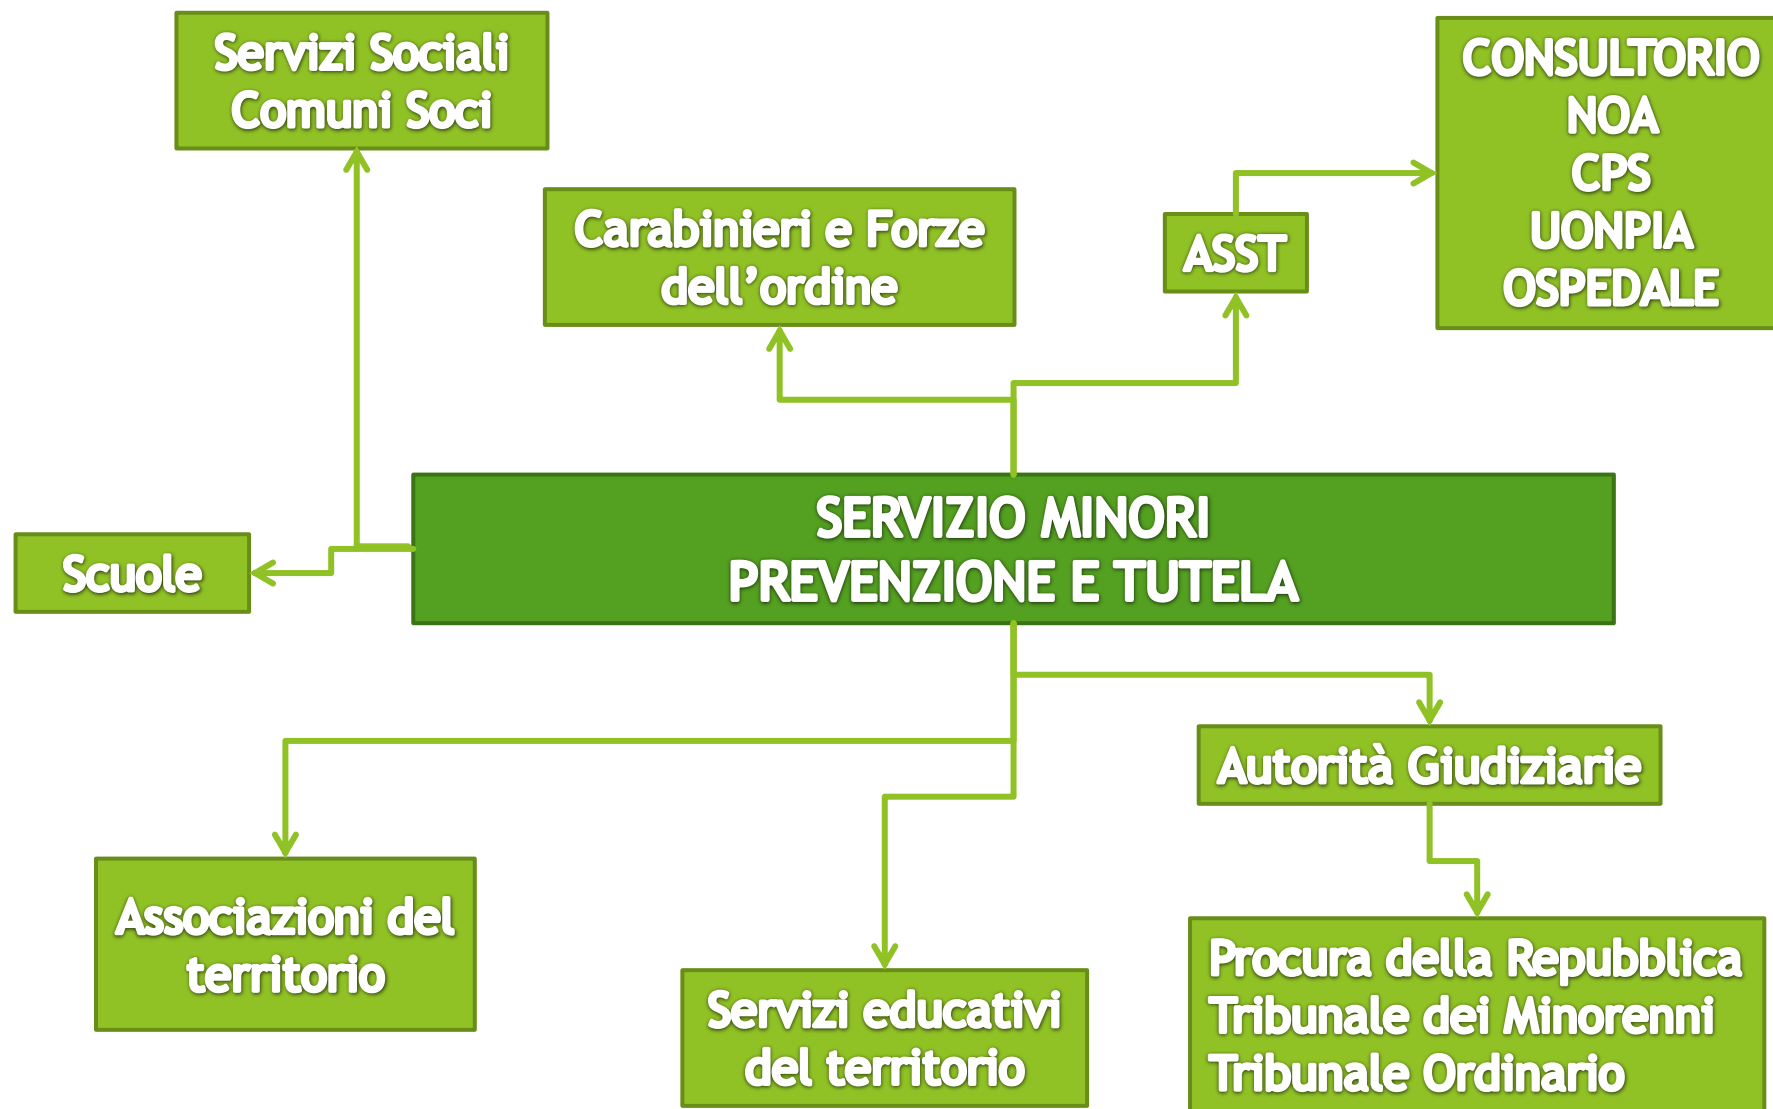 Servizi Sociali
Comuni Soci
CONSULTORIO
NOA
CPS
UONPIA
OSPEDALE
Carabinieri e Forze
dell’ordine
ASST
SERVIZIO MINORI
PREVENZIONE E TUTELA
Scuole
Autorità Giudiziarie
Associazioni del
territorio
Servizi educativi
del territorio
Procura della Repubblica
Tribunale dei Minorenni
Tribunale Ordinario